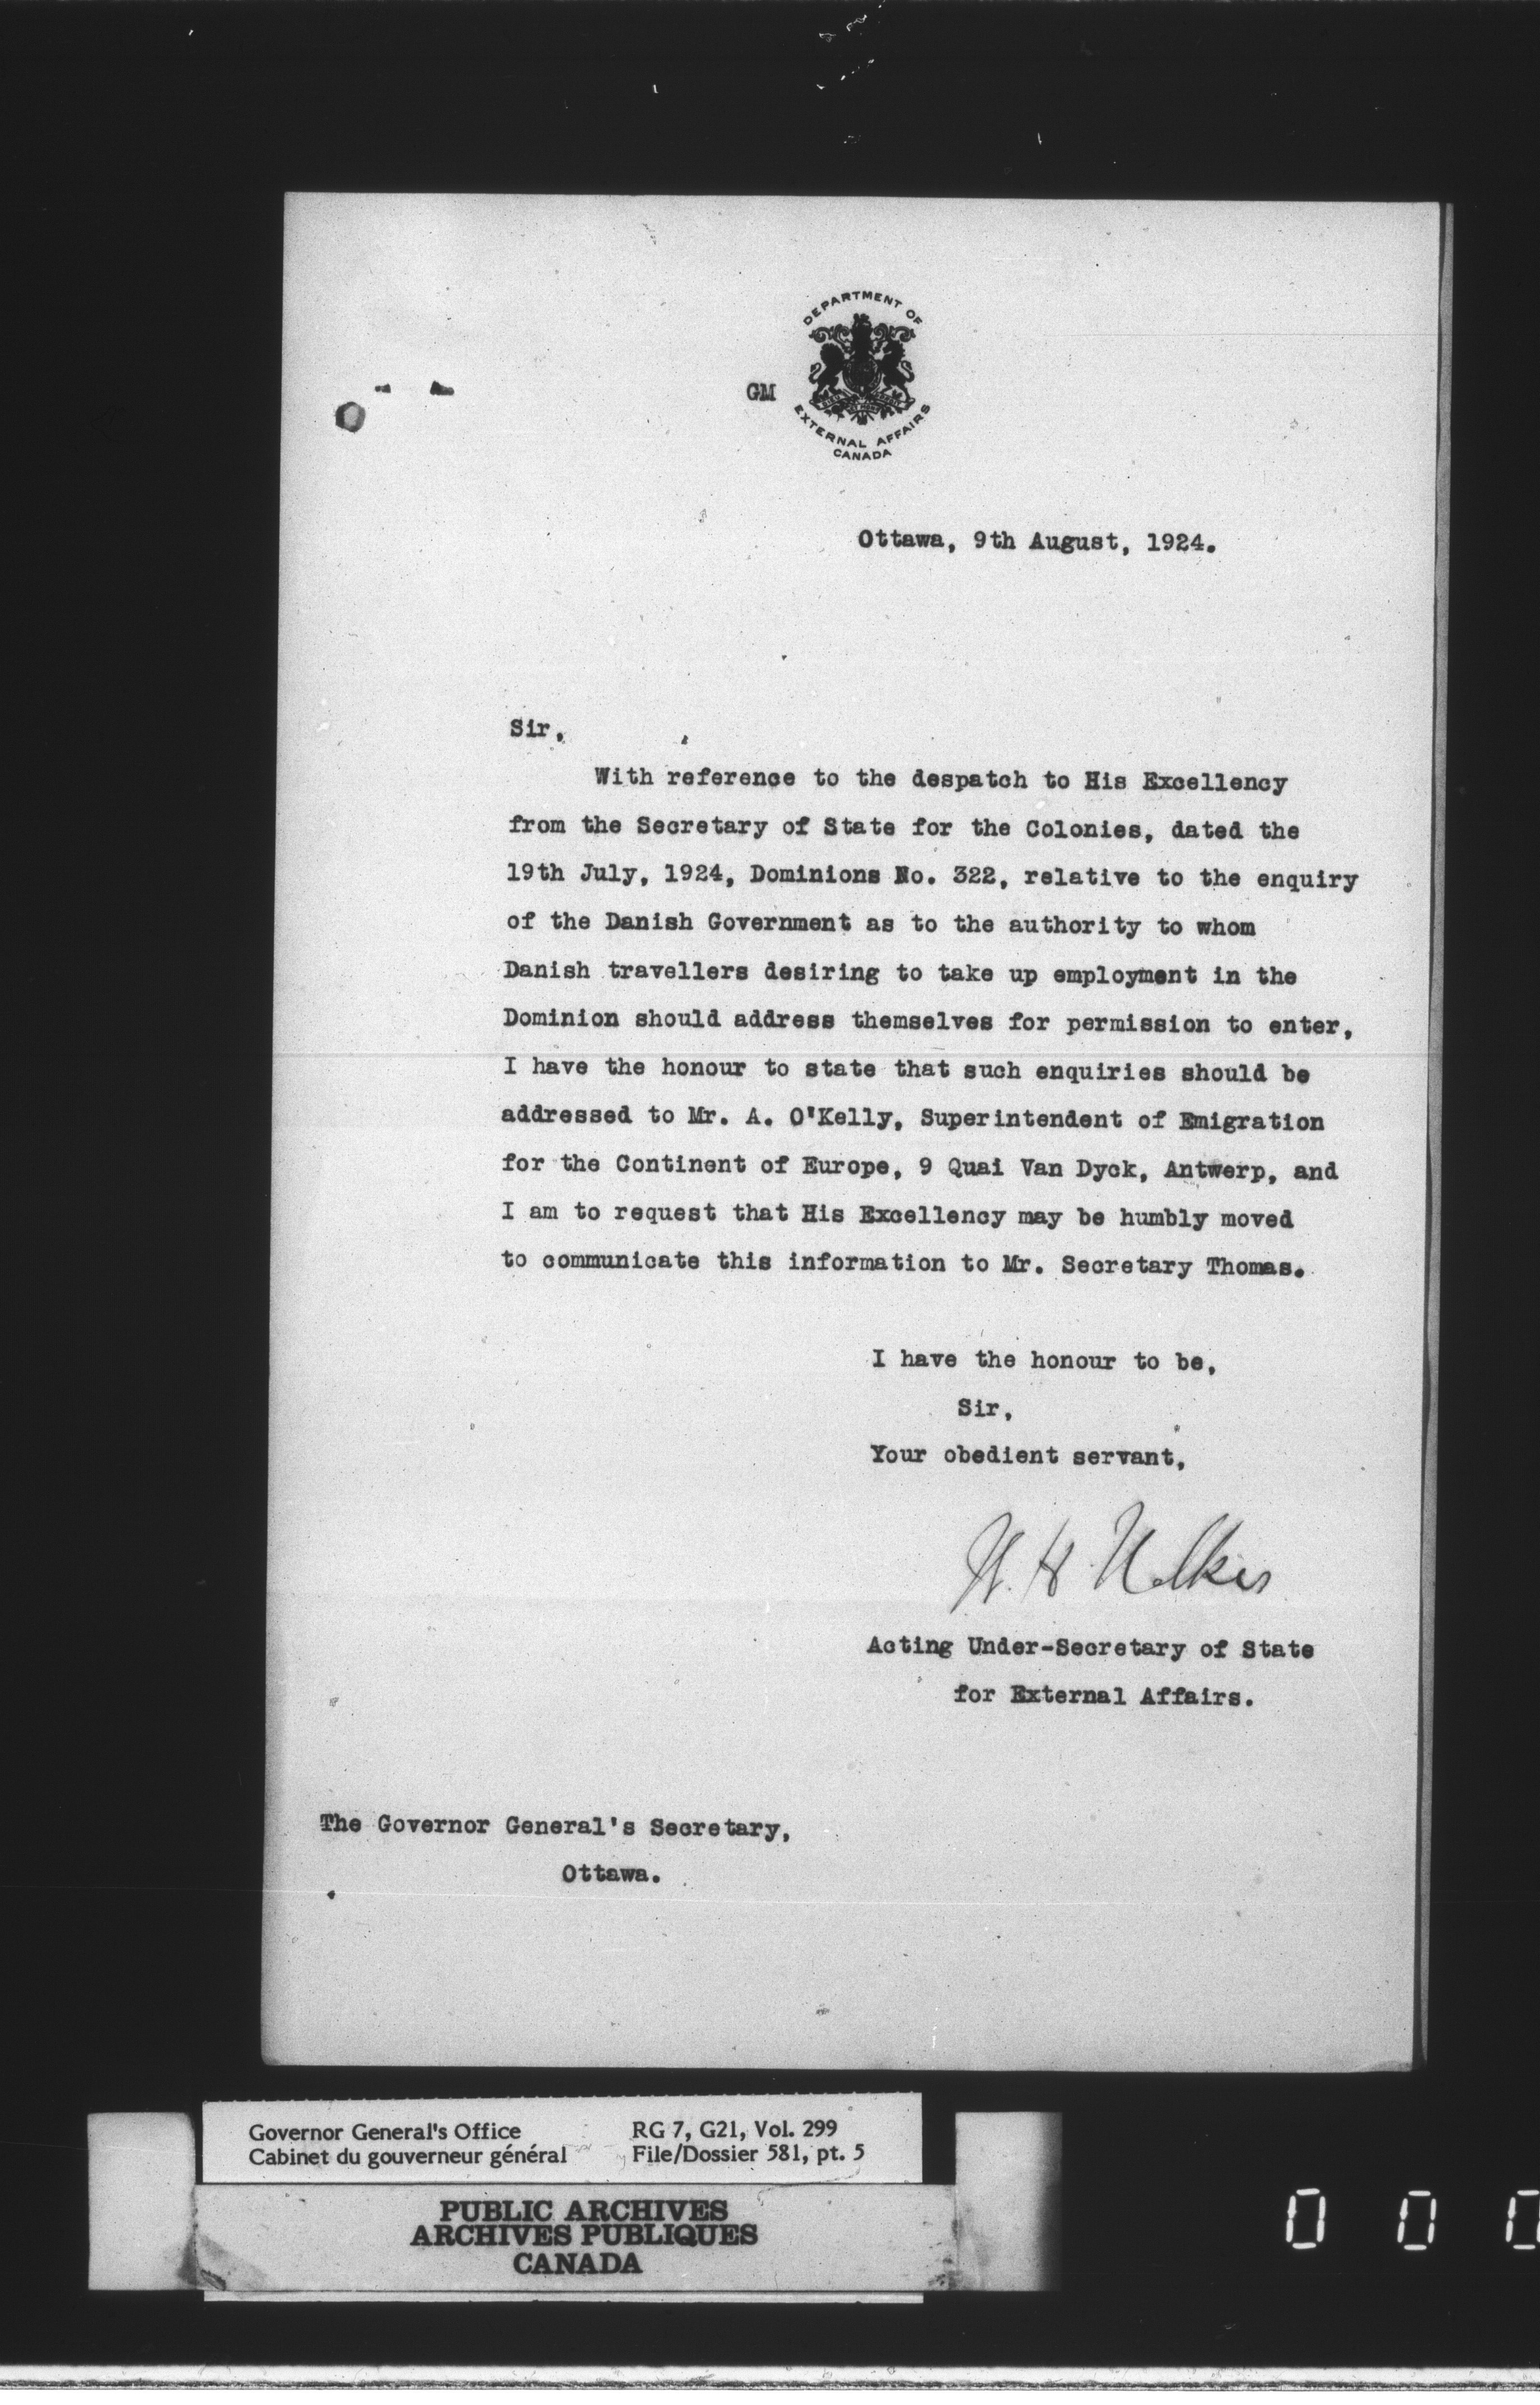 DEPARTMENT OF
EXTERNAL AFFAIRS
CANADA
GM
Ottawa, 9th August, 1924.
Sir,
With reference to the despatch to His Excellency
from the Secretary of State for the Colonies, dated the
19th July, 1924, Dominions No. 322, relative to the enquiry
of the Danish Government as to the authority to whom
Danish travellers desiring to take up employment in the
Dominion should address themselves for permission to enter,
I have the honour to state that such enquiries should be
addressed to Mr. A. O'Kelly, Superintendent of Emigration
for the Continent of Europe, 9 Quai Van Dyck, Antwerp, and
I am to request that His Excellency may be humbly moved
to communicate this information to Mr. Secretary Thomas.
I have the honour to be,
Sir,
Your obedient servant,
W. H. Walker
Acting Under-Secretary of State
for External Affairs.
The Governor General's Secretary,
Ottawa.
Governor General's Office RG 7, G21, Vol. 299
Cabinet du gouverneur général File/Dossier 581, pt. 5
PUBLIC ARCHIVES
ARCHIVES PUBLIQUES
CANADA
0 0 0